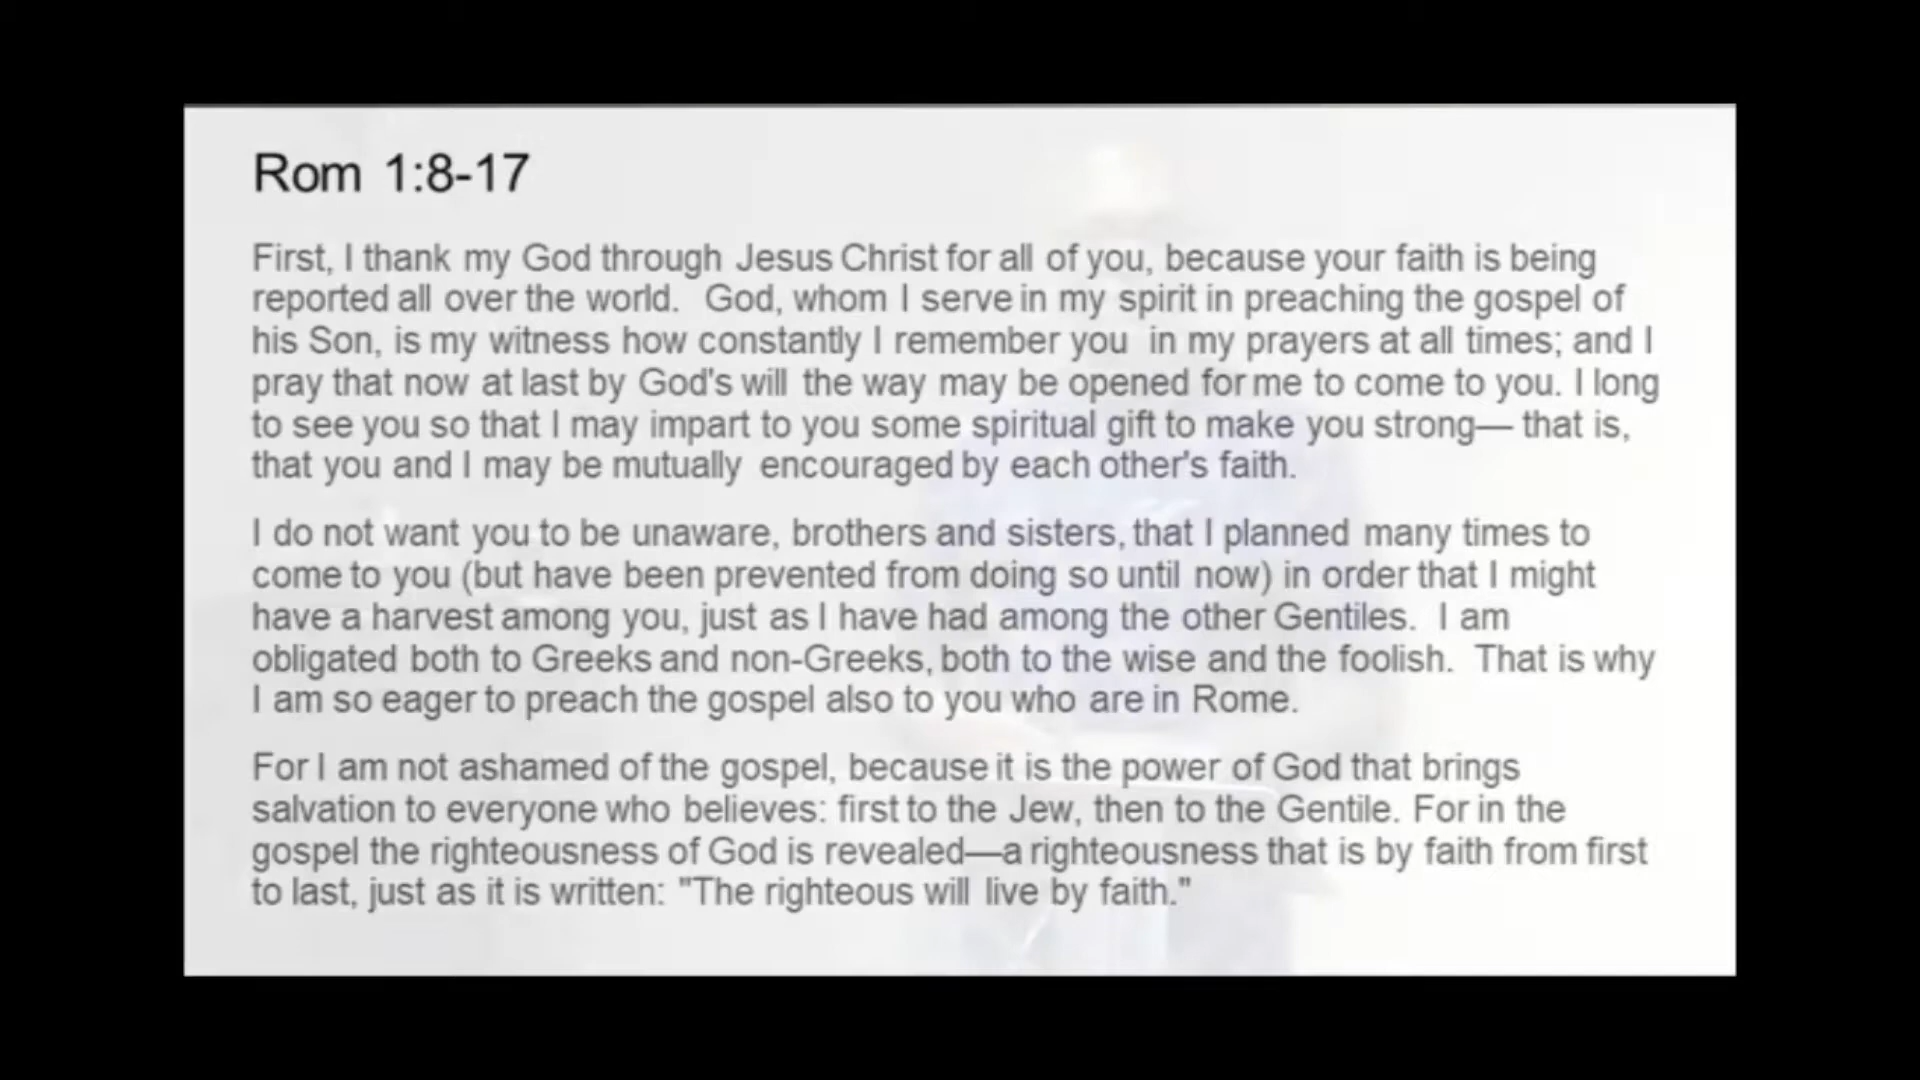 Rom 1:8-17
First, I thank my God through Jesus Christ for all of you, because your faith is being
reported all over the world. God, whom I serve in my spirit in preaching the gospel of
his Son, is my witness how constantly I remember you in my prayers at all times; and I
pray that now at last by God's will the way may be opened for me to come to you. I long
to see you so that I may impart to you some spiritual gift to make you strong— that is,
that you and I may be mutually encouraged by each other's faith.
I do not want you to be unaware, brothers and sisters, that I planned many times to
come to you (but have been prevented from doing so until now) in order that I might
have a harvest among you, just as I have had among the other Gentiles. I am
obligated both to Greeks and non-Greeks, both to the wise and the foolish. That is why
I am so eager to preach the gospel also to you who are in Rome.
For I am not ashamed of the gospel, because it is the power of God that brings
salvation to everyone who believes: first to the Jew, then to the Gentile. For in the
gospel the righteousness of God is revealed—a righteousness that is by faith from first
to last, just as it is written: "The righteous will live by faith."